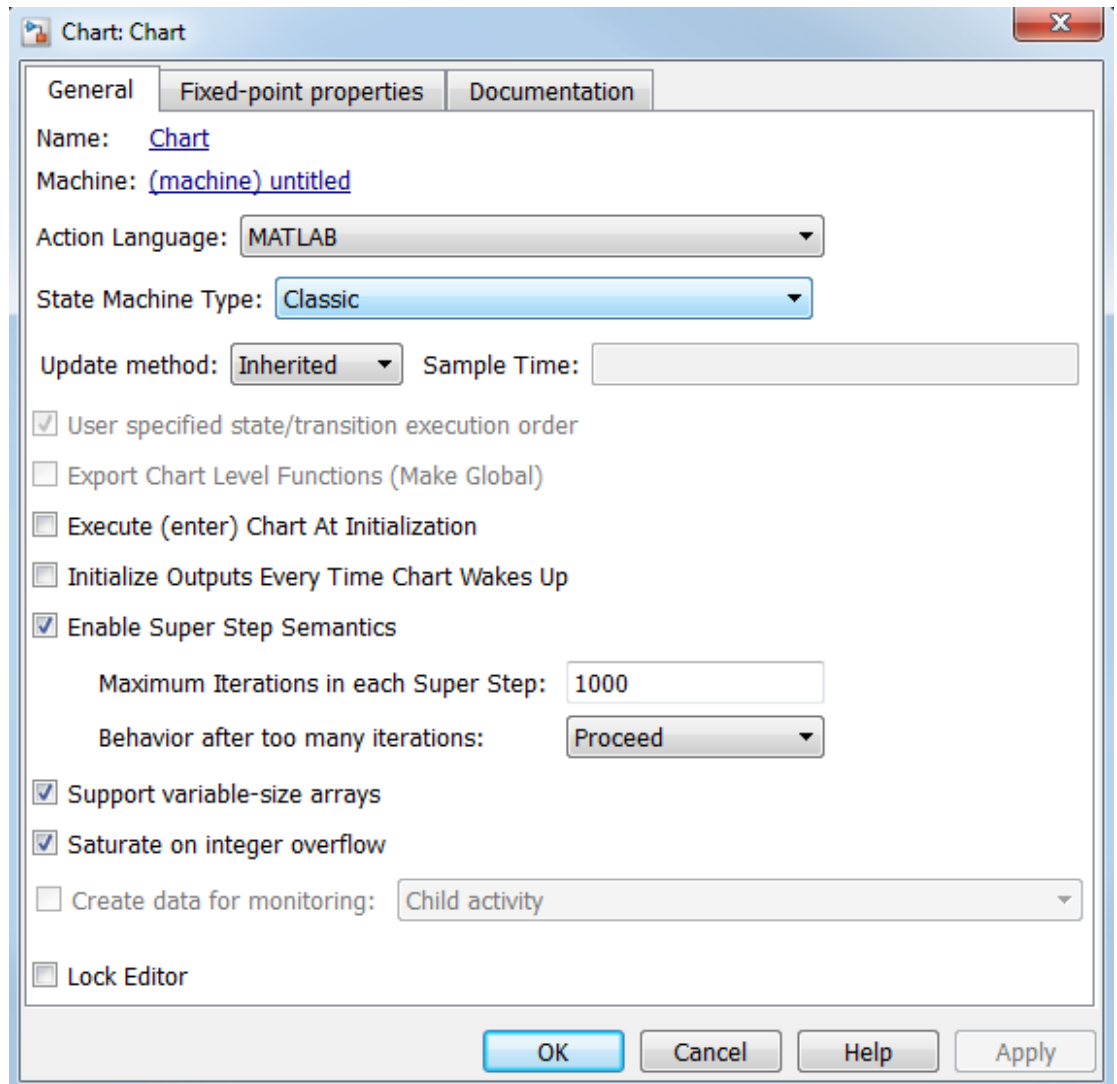 Chart: Chart
General Fixed-point properties Documentation
Name: Chart
Machine: (machine) untitled
Action Language: MATLAB
State Machine Type: Classic
Update method: Inherited Sample Time:
User specified state/transition execution order
Export Chart Level Functions (Make Global)
Execute (enter) Chart At Initialization
Initialize Outputs Every Time Chart Wakes Up
Enable Super Step Semantics
Maximum Iterations in each Super Step: 1000
Behavior after too many iterations: Proceed
Support variable-size arrays
Saturate on integer overflow
Create data for monitoring: Child activity
Lock Editor
OK Cancel Help Apply